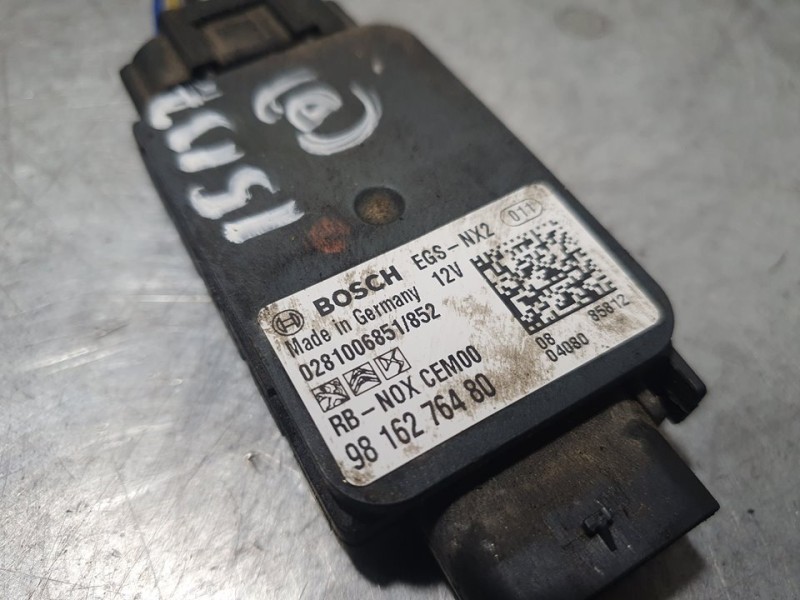 BOSCH EGS-NX2 011
Made in Germany 12V
0281006851/852
RB-NOX CEM00
98 162 764 80
08 85812
04080